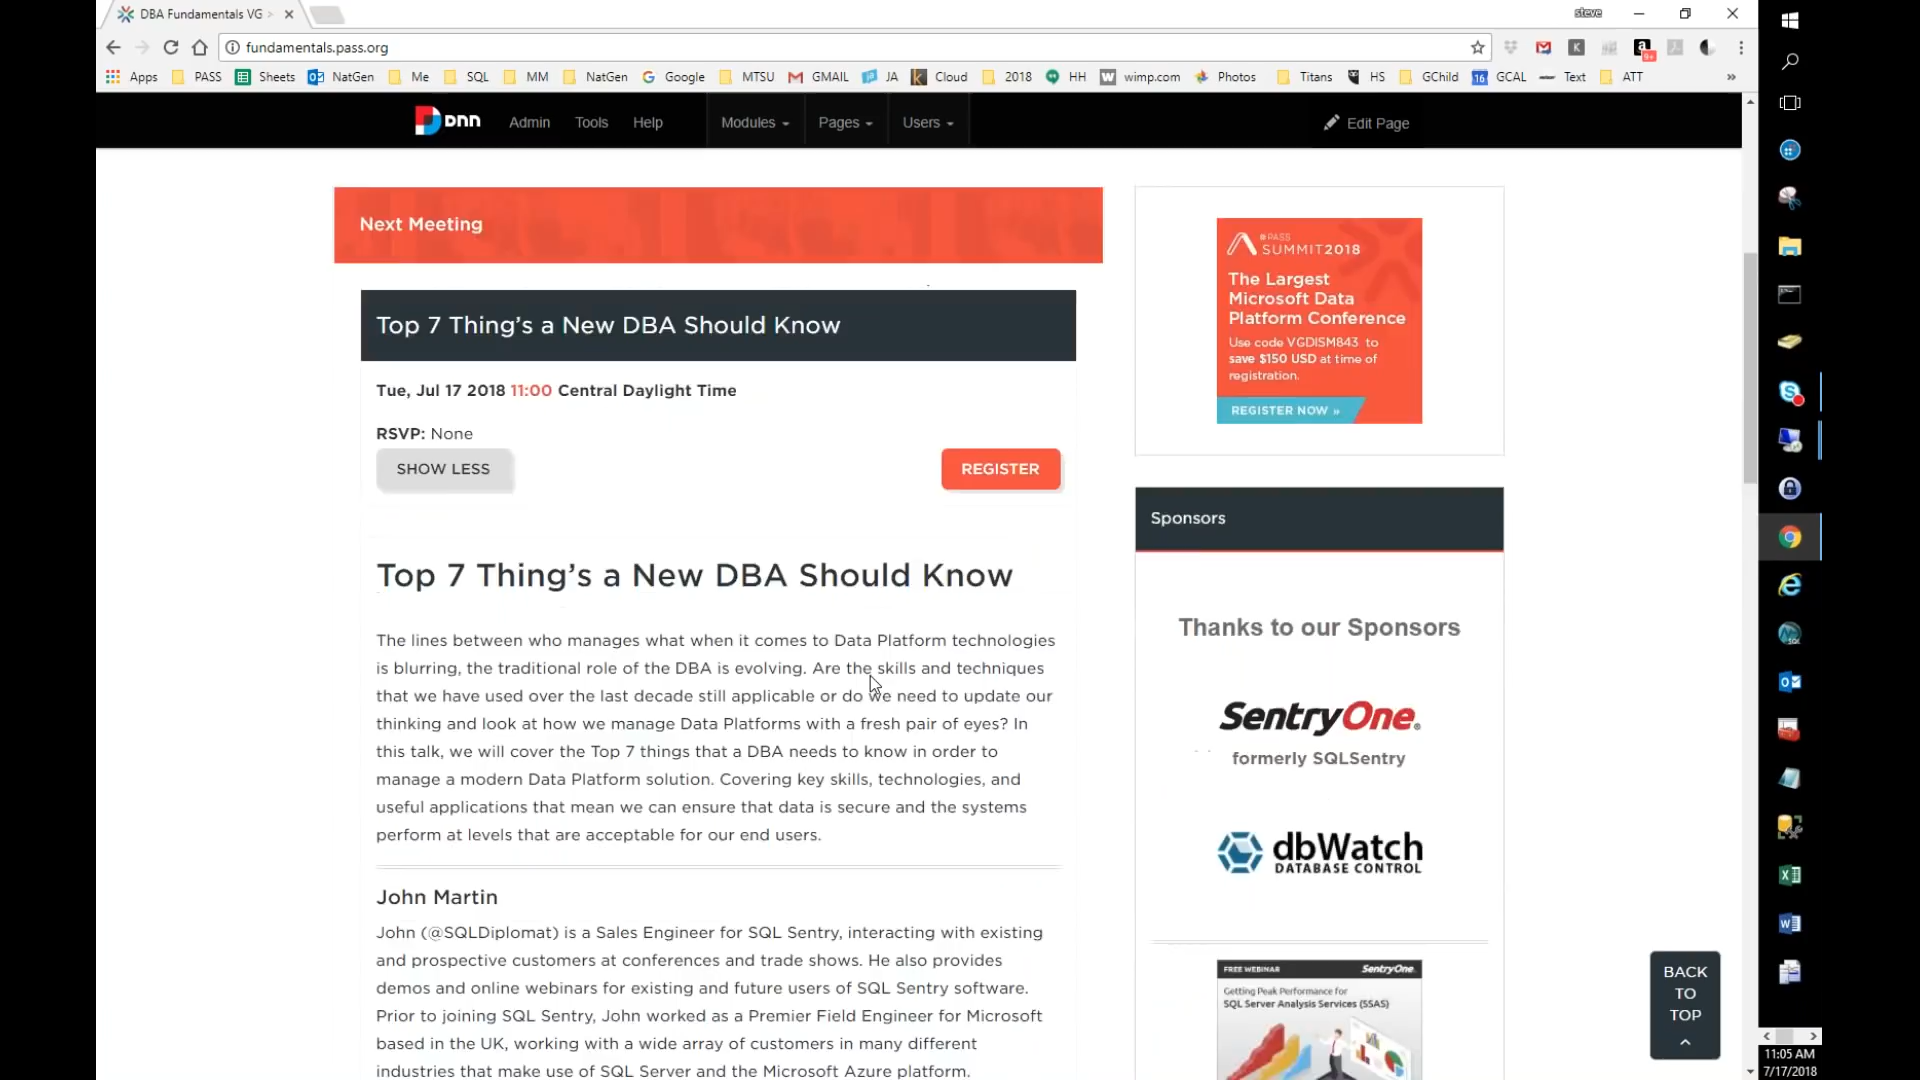 DBA Fundamentals VG >
steve
fundamentals.pass.org
Apps PASS Sheets NatGen Me SQL MM NatGen Google MTSU GMAIL JA Cloud 2018 HH wimp.com Photos Titans HS GChild GCAL Text ATT »
16
9+
dnn Admin Tools Help Modules Pages Users Edit Page
Next Meeting
Top 7 Thing's a New DBA Should Know
Tue, Jul 17 2018 11:00 Central Daylight Time
RSVP: None
SHOW LESS
REGISTER
Top 7 Thing's a New DBA Should Know
The lines between who manages what when it comes to Data Platform technologies
is blurring, the traditional role of the DBA is evolving. Are the skills and techniques
that we have used over the last decade still applicable or do we need to update our
thinking and look at how we manage Data Platforms with a fresh pair of eyes? In
this talk, we will cover the Top 7 things that a DBA needs to know in order to
manage a modern Data Platform solution. Covering key skills, technologies, and
useful applications that mean we can ensure that data is secure and the systems
perform at levels that are acceptable for our end users.
John Martin
John (@SQLDiplomat) is a Sales Engineer for SQL Sentry, interacting with existing
and prospective customers at conferences and trade shows. He also provides
demos and online webinars for existing and future users of SQL Sentry software.
Prior to joining SQL Sentry, John worked as a Premier Field Engineer for Microsoft
based in the UK, working with a wide array of customers in many different
industries that make use of SQL Server and the Microsoft Azure platform.
PASS
SUMMIT2018
The Largest
Microsoft Data
Platform Conference
Use code VGDISM843 to
save $150 USD at time of
registration.
REGISTER NOW »
Sponsors
Thanks to our Sponsors
SentryOne
formerly SQLSentry
dbWatch
DATABASE CONTROL
FREE WEBINAR SentryOne
Getting Peak Performance for
SQL Server Analysis Services (SSAS)
BACK
TO
TOP
11:05 AM
7/17/2018